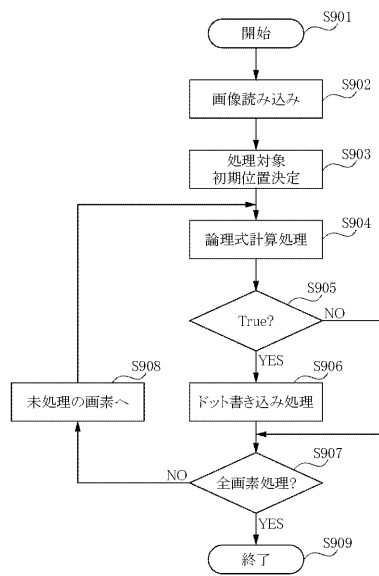 S901
開始
S902
画像読み込み
S903
処理対象
初期位置決定
S904
論理式計算処理
S905
True?
NO
YES
S906
ドット書き込み処理
S908
未処理の画素へ
S907
全画素処理?
NO
YES
S909
終了